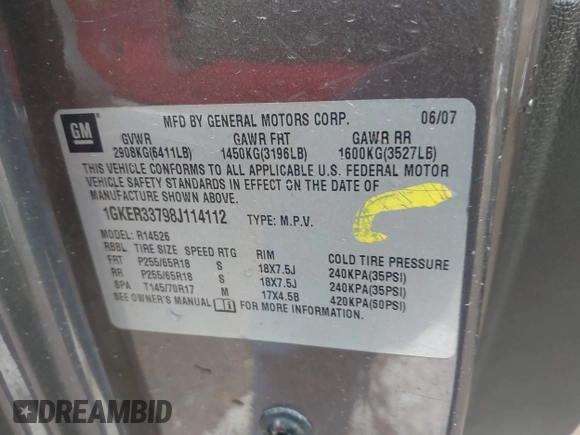 GM
MFD BY GENERAL MOTORS CORP. 06/07
GVWR GAWR FRT GAWR RR
2908KG(6411LB) 1450KG(3196LB) 1600KG(3527LB)
THIS VEHICLE CONFORMS TO ALL APPLICABLE U.S. FEDERAL MOTOR
VEHICLE SAFETY STANDARDS IN EFFECT ON THE DATE OF
MANUFACTURE SHOWN ABOVE.
1GKER33798J114112 TYPE: M.P.V.
MODEL: R14526
RBBL TIRE SIZE SPEED RTG RIM COLD TIRE PRESSURE
FRT P255/65R18 S 18X7.5J 240KPA(35PSI)
RR P255/65R18 S 18X7.5J 240KPA(35PSI)
SPA T145/70R17 M 17X4.5B 420KPA(60PSI)
SEE OWNER'S MANUAL FOR MORE INFORMATION.
DREAMBID